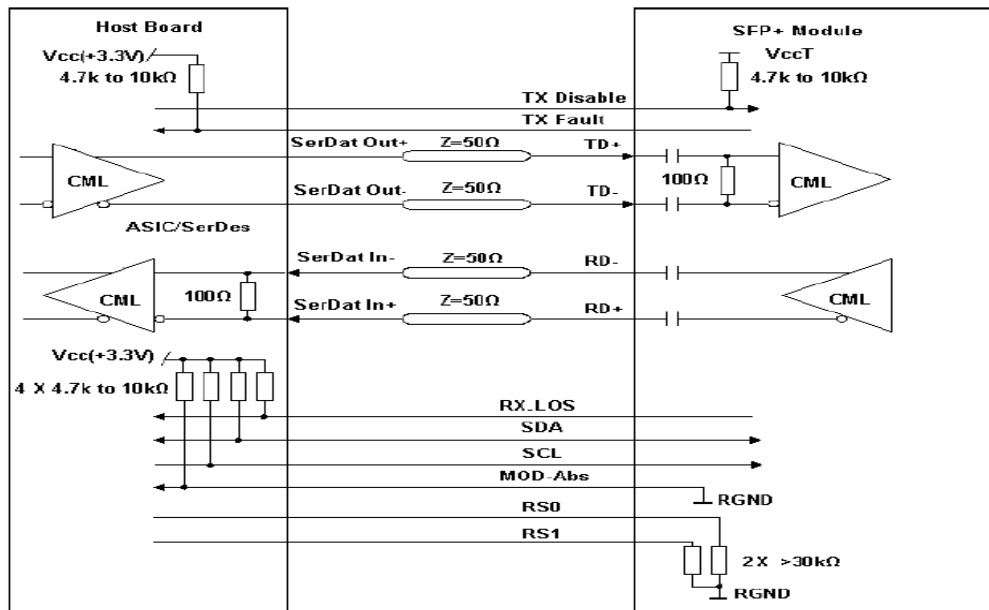 Host Board
SFP+ Module
Vcc(+3.3V)
4.7k to 10kΩ
VccT
4.7k to 10kΩ
TX Disable
TX Fault
SerDat Out+
Z=50Ω
TD+
CML
100Ω
CML
SerDat Out-
Z=50Ω
TD-
ASIC/SerDes
SerDat In-
Z=50Ω
RD-
CML
100Ω
CML
SerDat In+
Z=50Ω
RD+
Vcc(+3.3V)
4 X 4.7k to 10kΩ
RX_LOS
SDA
SCL
MOD-Abs
RGND
RS0
RS1
2 X >30kΩ
RGND